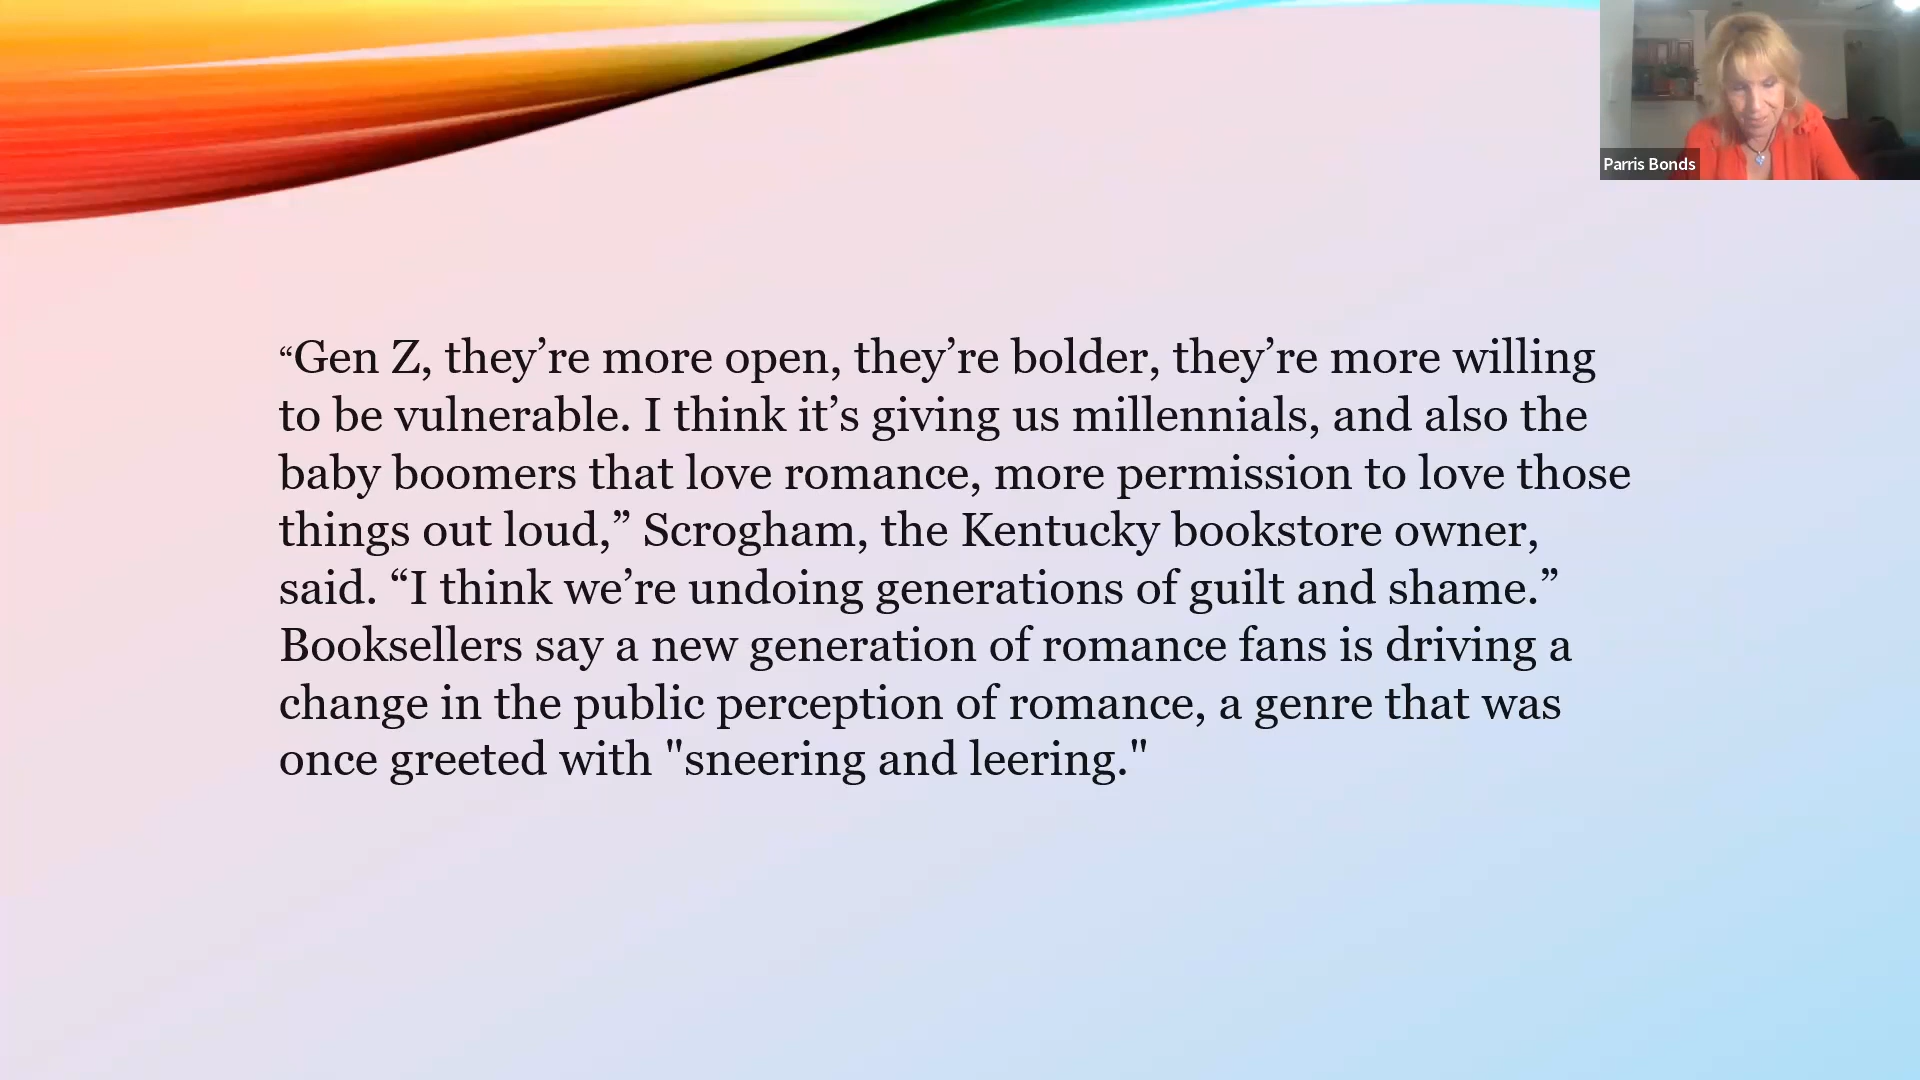 Parris Bonds
“Gen Z, they’re more open, they’re bolder, they’re more willing
to be vulnerable. I think it’s giving us millennials, and also the
baby boomers that love romance, more permission to love those
things out loud,” Scrogham, the Kentucky bookstore owner,
said. “I think we’re undoing generations of guilt and shame.”
Booksellers say a new generation of romance fans is driving a
change in the public perception of romance, a genre that was
once greeted with "sneering and leering."